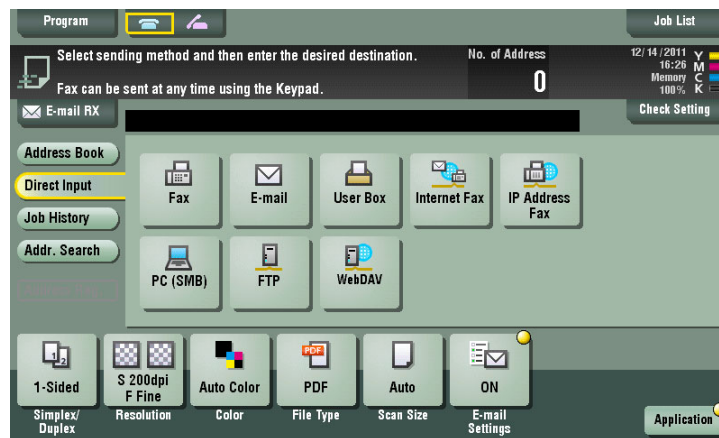 Program
Job List
Select sending method and then enter the desired destination.
No. of Address
12/14/2011
16:26
Memory
100%
Y
M
C
K
Fax can be sent at any time using the Keypad.
0
E-mail RX
Check Setting
Address Book
Direct Input
Job History
Addr. Search
Fax
E-mail
User Box
Internet Fax
IP Address
Fax
PC (SMB)
FTP
WebDAV
1-Sided
S 200dpi
F Fine
Auto Color
PDF
PDF
Auto
ON
Simplex/
Duplex
Resolution
Color
File Type
Scan Size
E-mail
Settings
Application